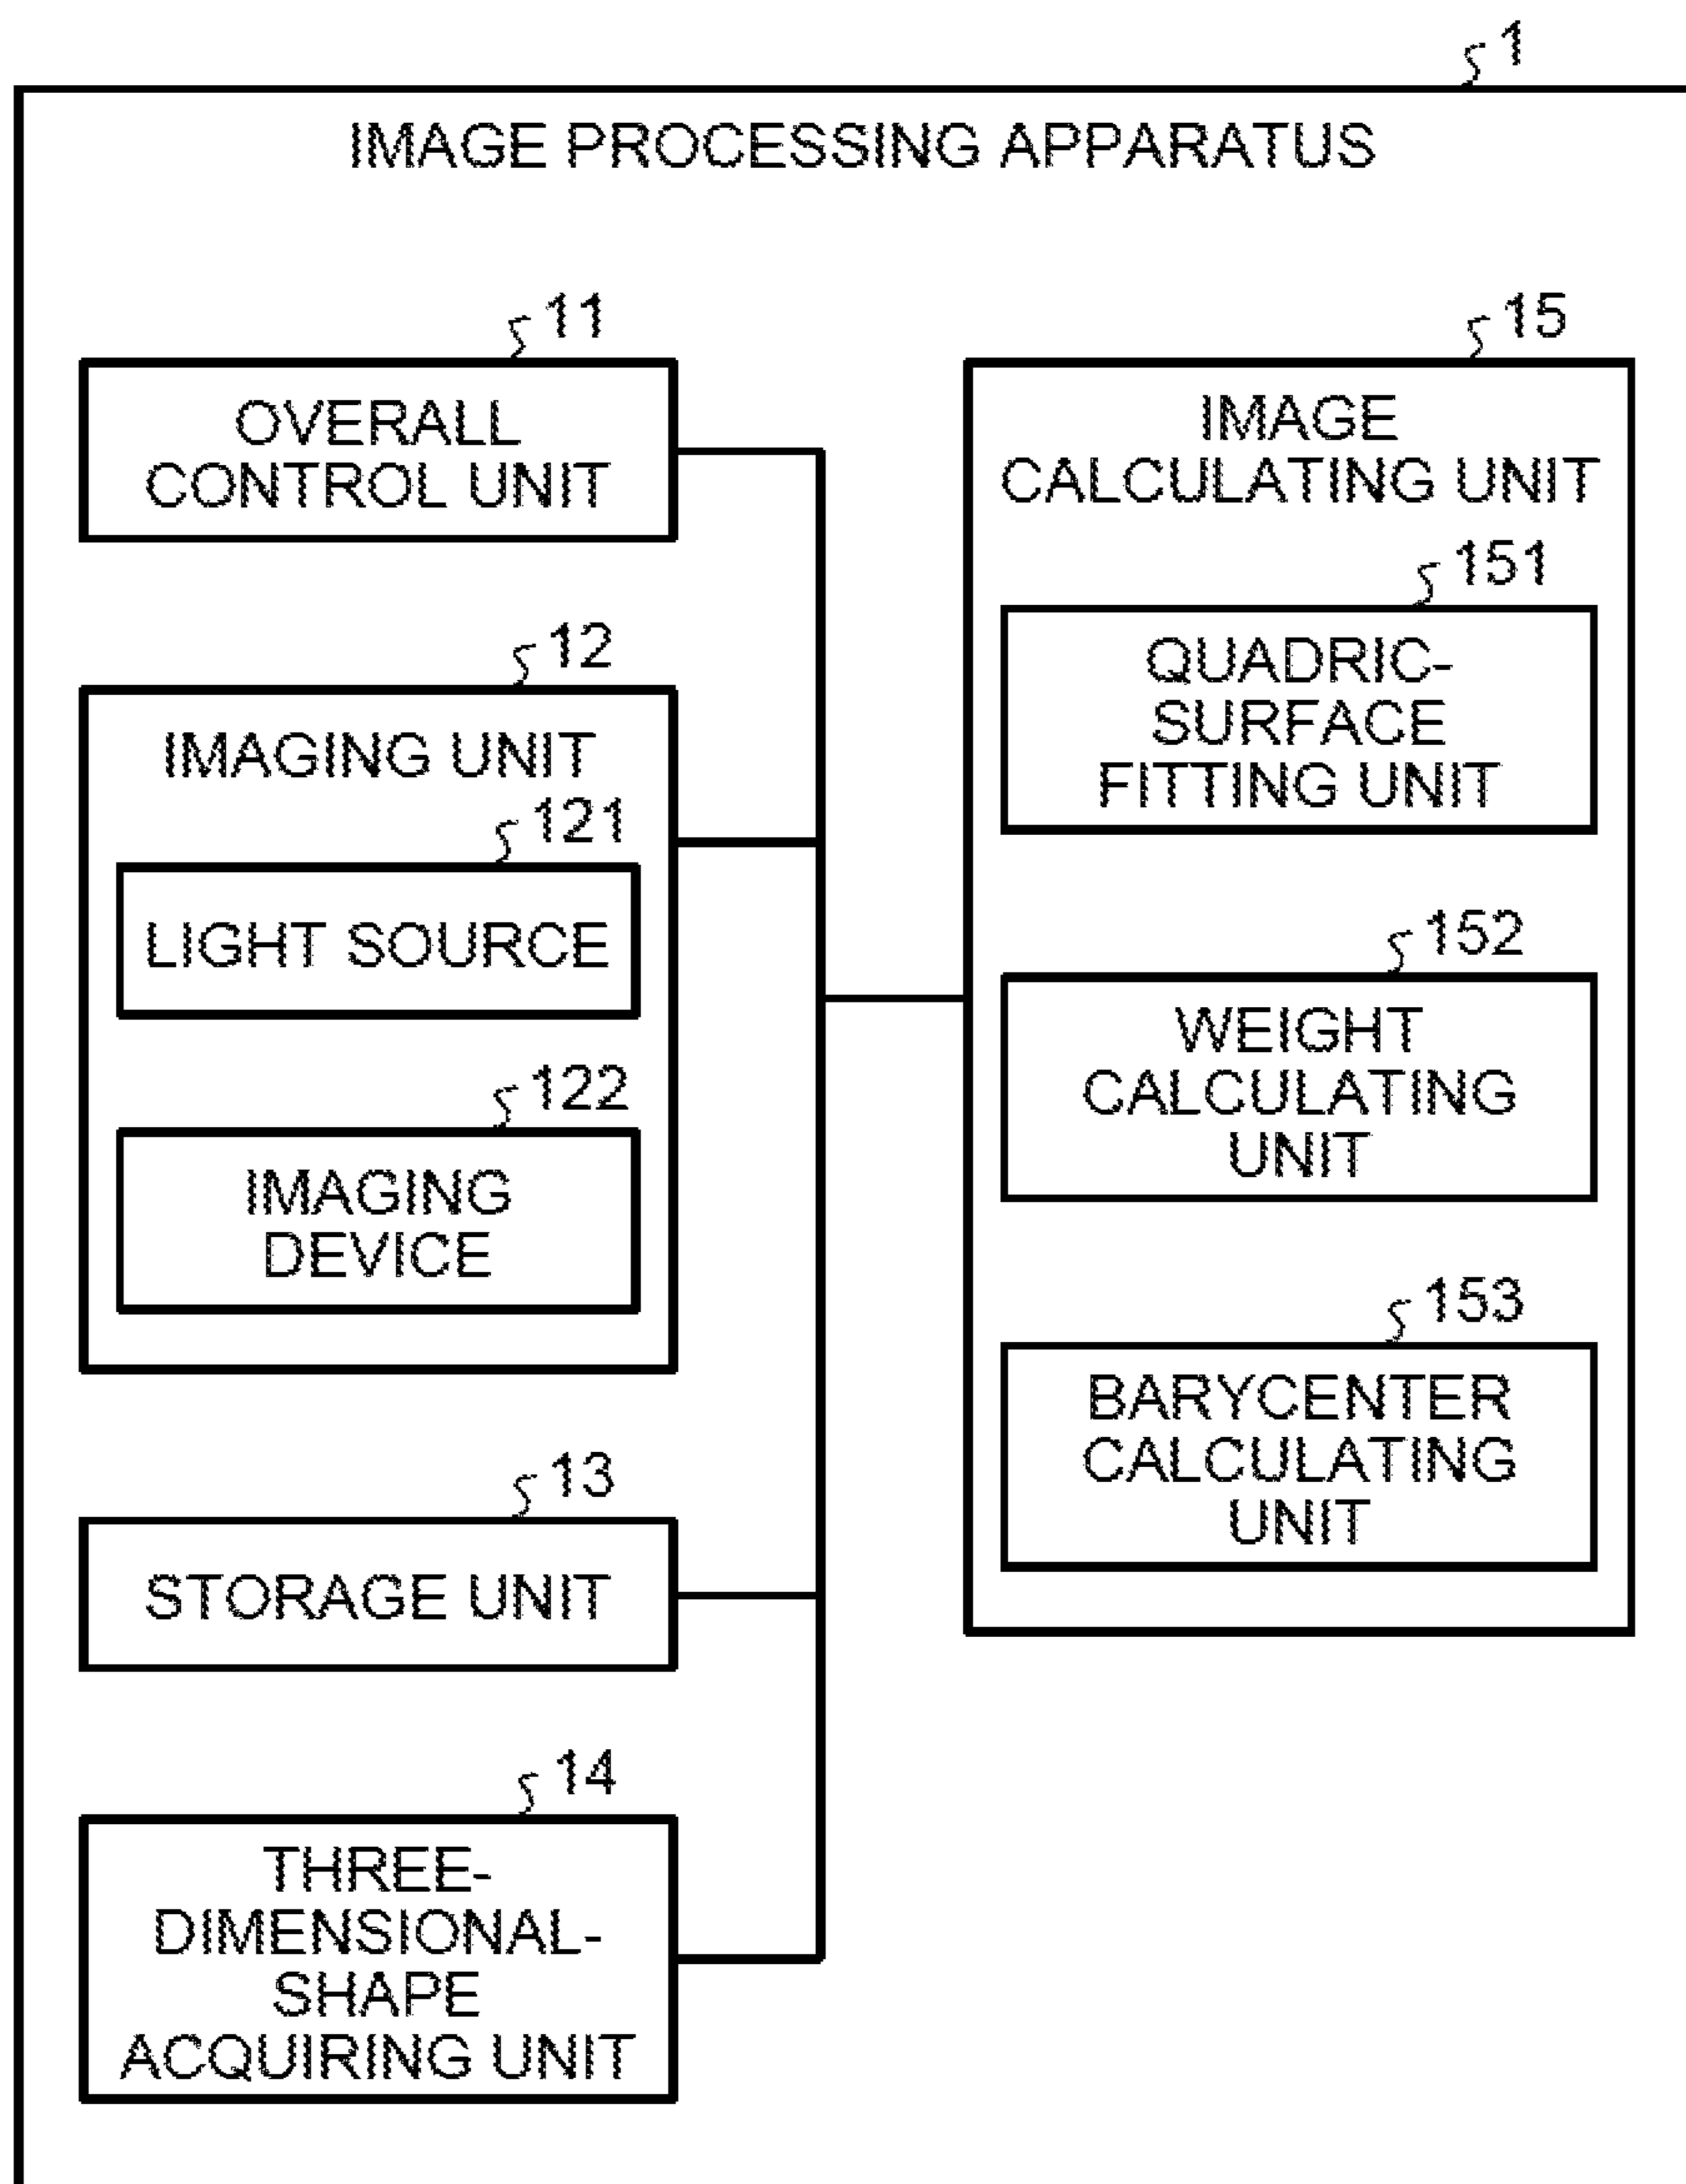 1
IMAGE PROCESSING APPARATUS
11
OVERALL
CONTROL UNIT
12
IMAGING UNIT
121
LIGHT SOURCE
122
IMAGING
DEVICE
13
STORAGE UNIT
14
THREE-
DIMENSIONAL-
SHAPE
ACQUIRING UNIT
15
IMAGE
CALCULATING UNIT
151
QUADRIC-
SURFACE
FITTING UNIT
152
WEIGHT
CALCULATING
UNIT
153
BARYCENTER
CALCULATING
UNIT